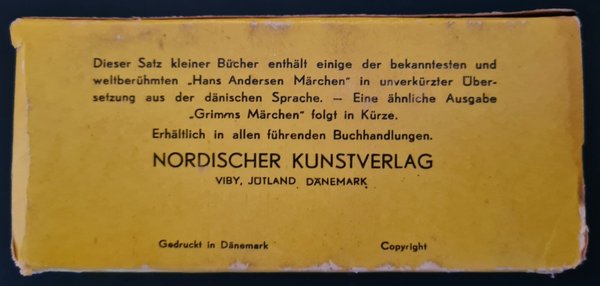 Dieser Satz kleiner Bücher enthält einige der bekanntesten und
weltberühmten „Hans Andersen Märchen" in unverkürzter Über-
setzung aus der dänischen Sprache. — Eine ähnliche Ausgabe
„Grimms Märchen" folgt in Kürze.
Erhältlich in allen führenden Buchhandlungen.
NORDISCHER KUNSTVERLAG
VIBY, JÜTLAND, DÄNEMARK
Gedruckt in Dänemark Copyright